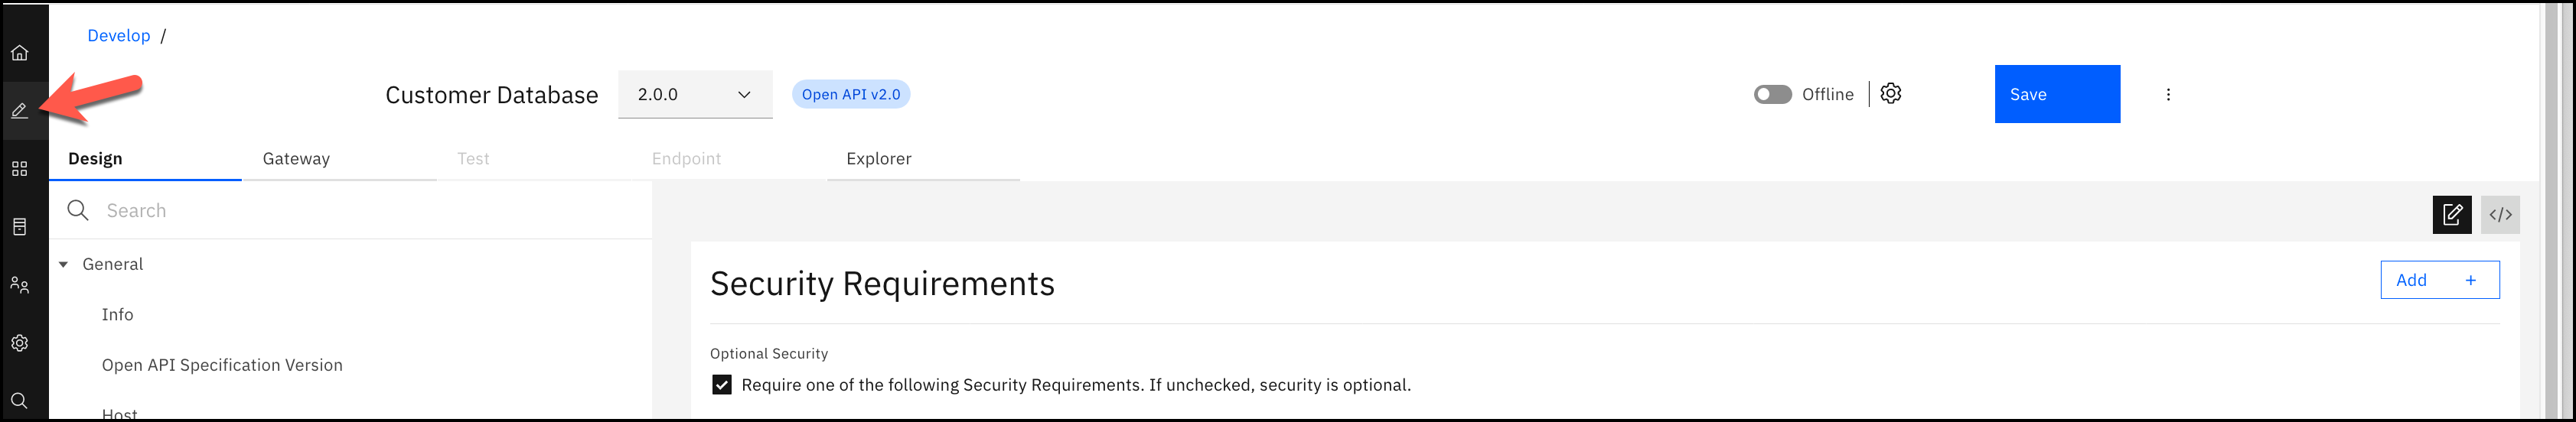 Develop /
Customer Database 2.0.0 Open API v2.0 Offline Save
Design Gateway Test Endpoint Explorer
Search
General
Info
Open API Specification Version
Host
Security Requirements Add +
Optional Security
Require one of the following Security Requirements. If unchecked, security is optional.